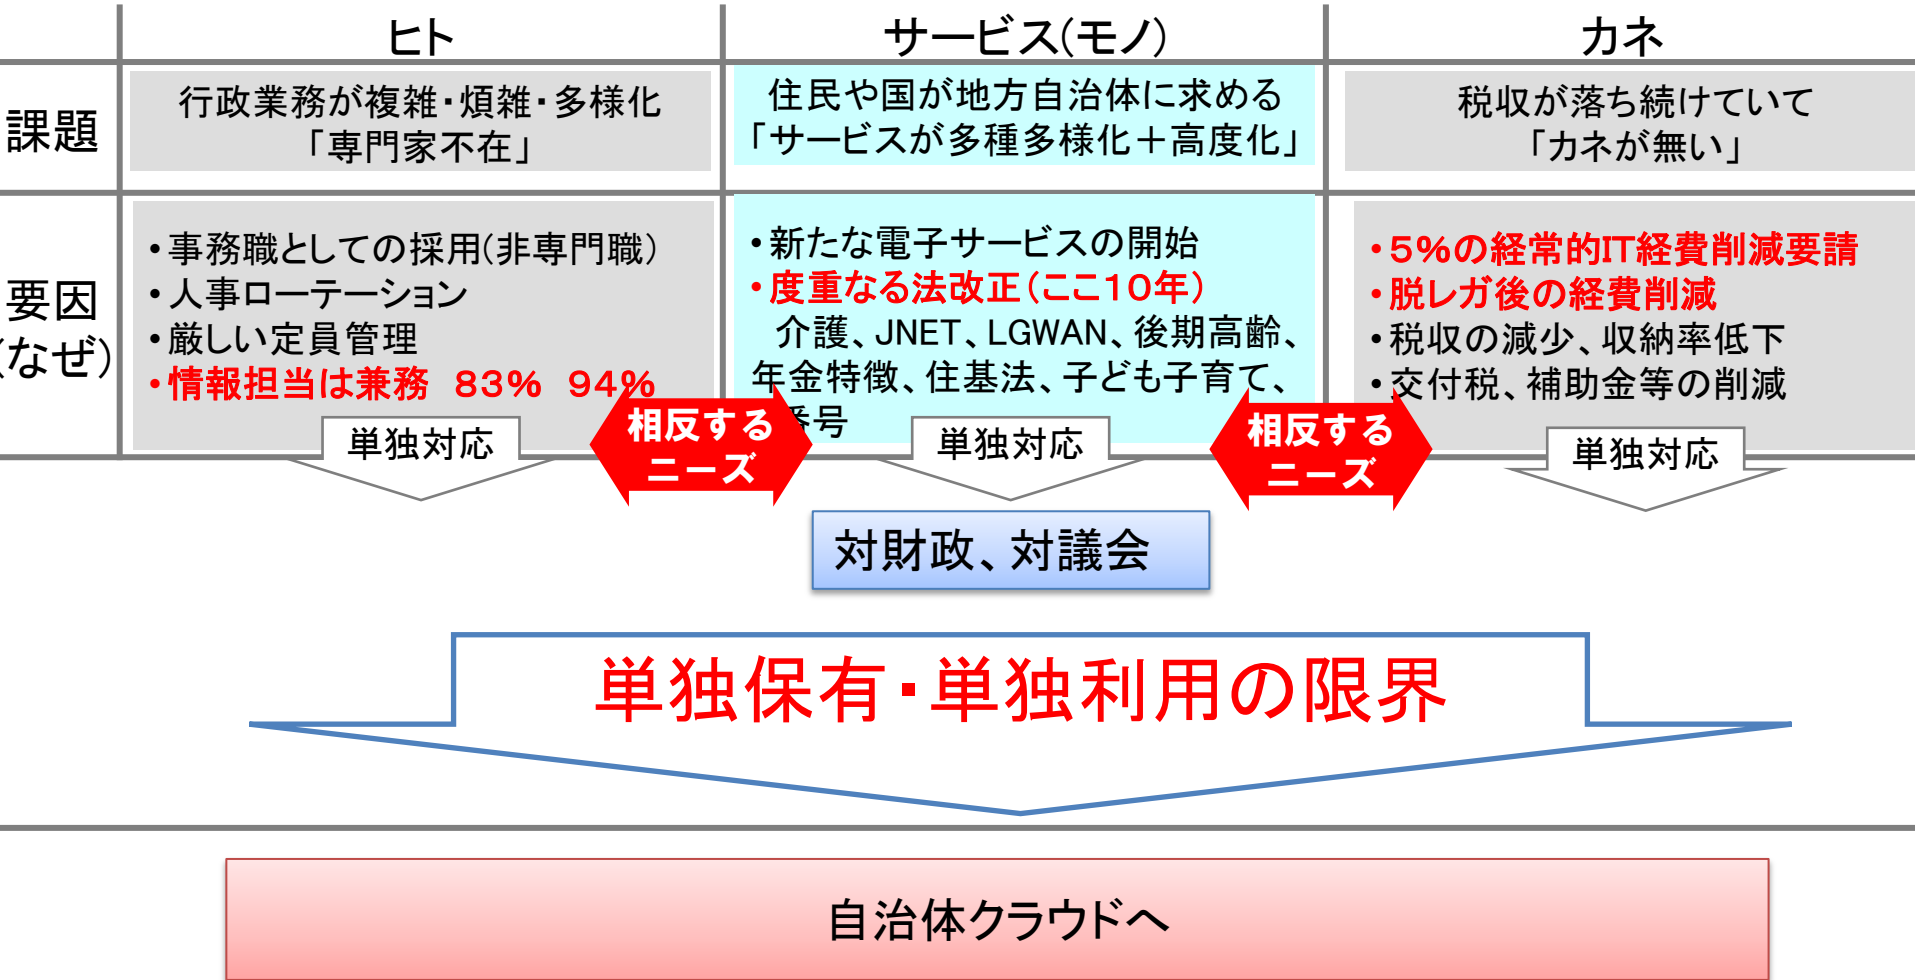 ヒト
サービス(モノ)
カネ
課題
行政業務が複雑・煩雑・多様化
「専門家不在」
住民や国が地方自治体に求める
「サービスが多種多様化＋高度化」
税収が落ち続けていて
「カネが無い」
要因
(なぜ)
・事務職としての採用(非専門職)
・人事ローテーション
・厳しい定員管理
・情報担当は兼務 83% 94%
・新たな電子サービスの開始
・度重なる法改正(ここ10年)
介護、JNET、LGWAN、後期高齢、
年金特徴、住基法、子ども子育て、
番号
・5%の経常的IT経費削減要請
・脱レガ後の経費削減
・税収の減少、収納率低下
・交付税、補助金等の削減
単独対応
相反する
ニーズ
単独対応
相反する
ニーズ
単独対応
対財政、対議会
単独保有・単独利用の限界
自治体クラウドへ